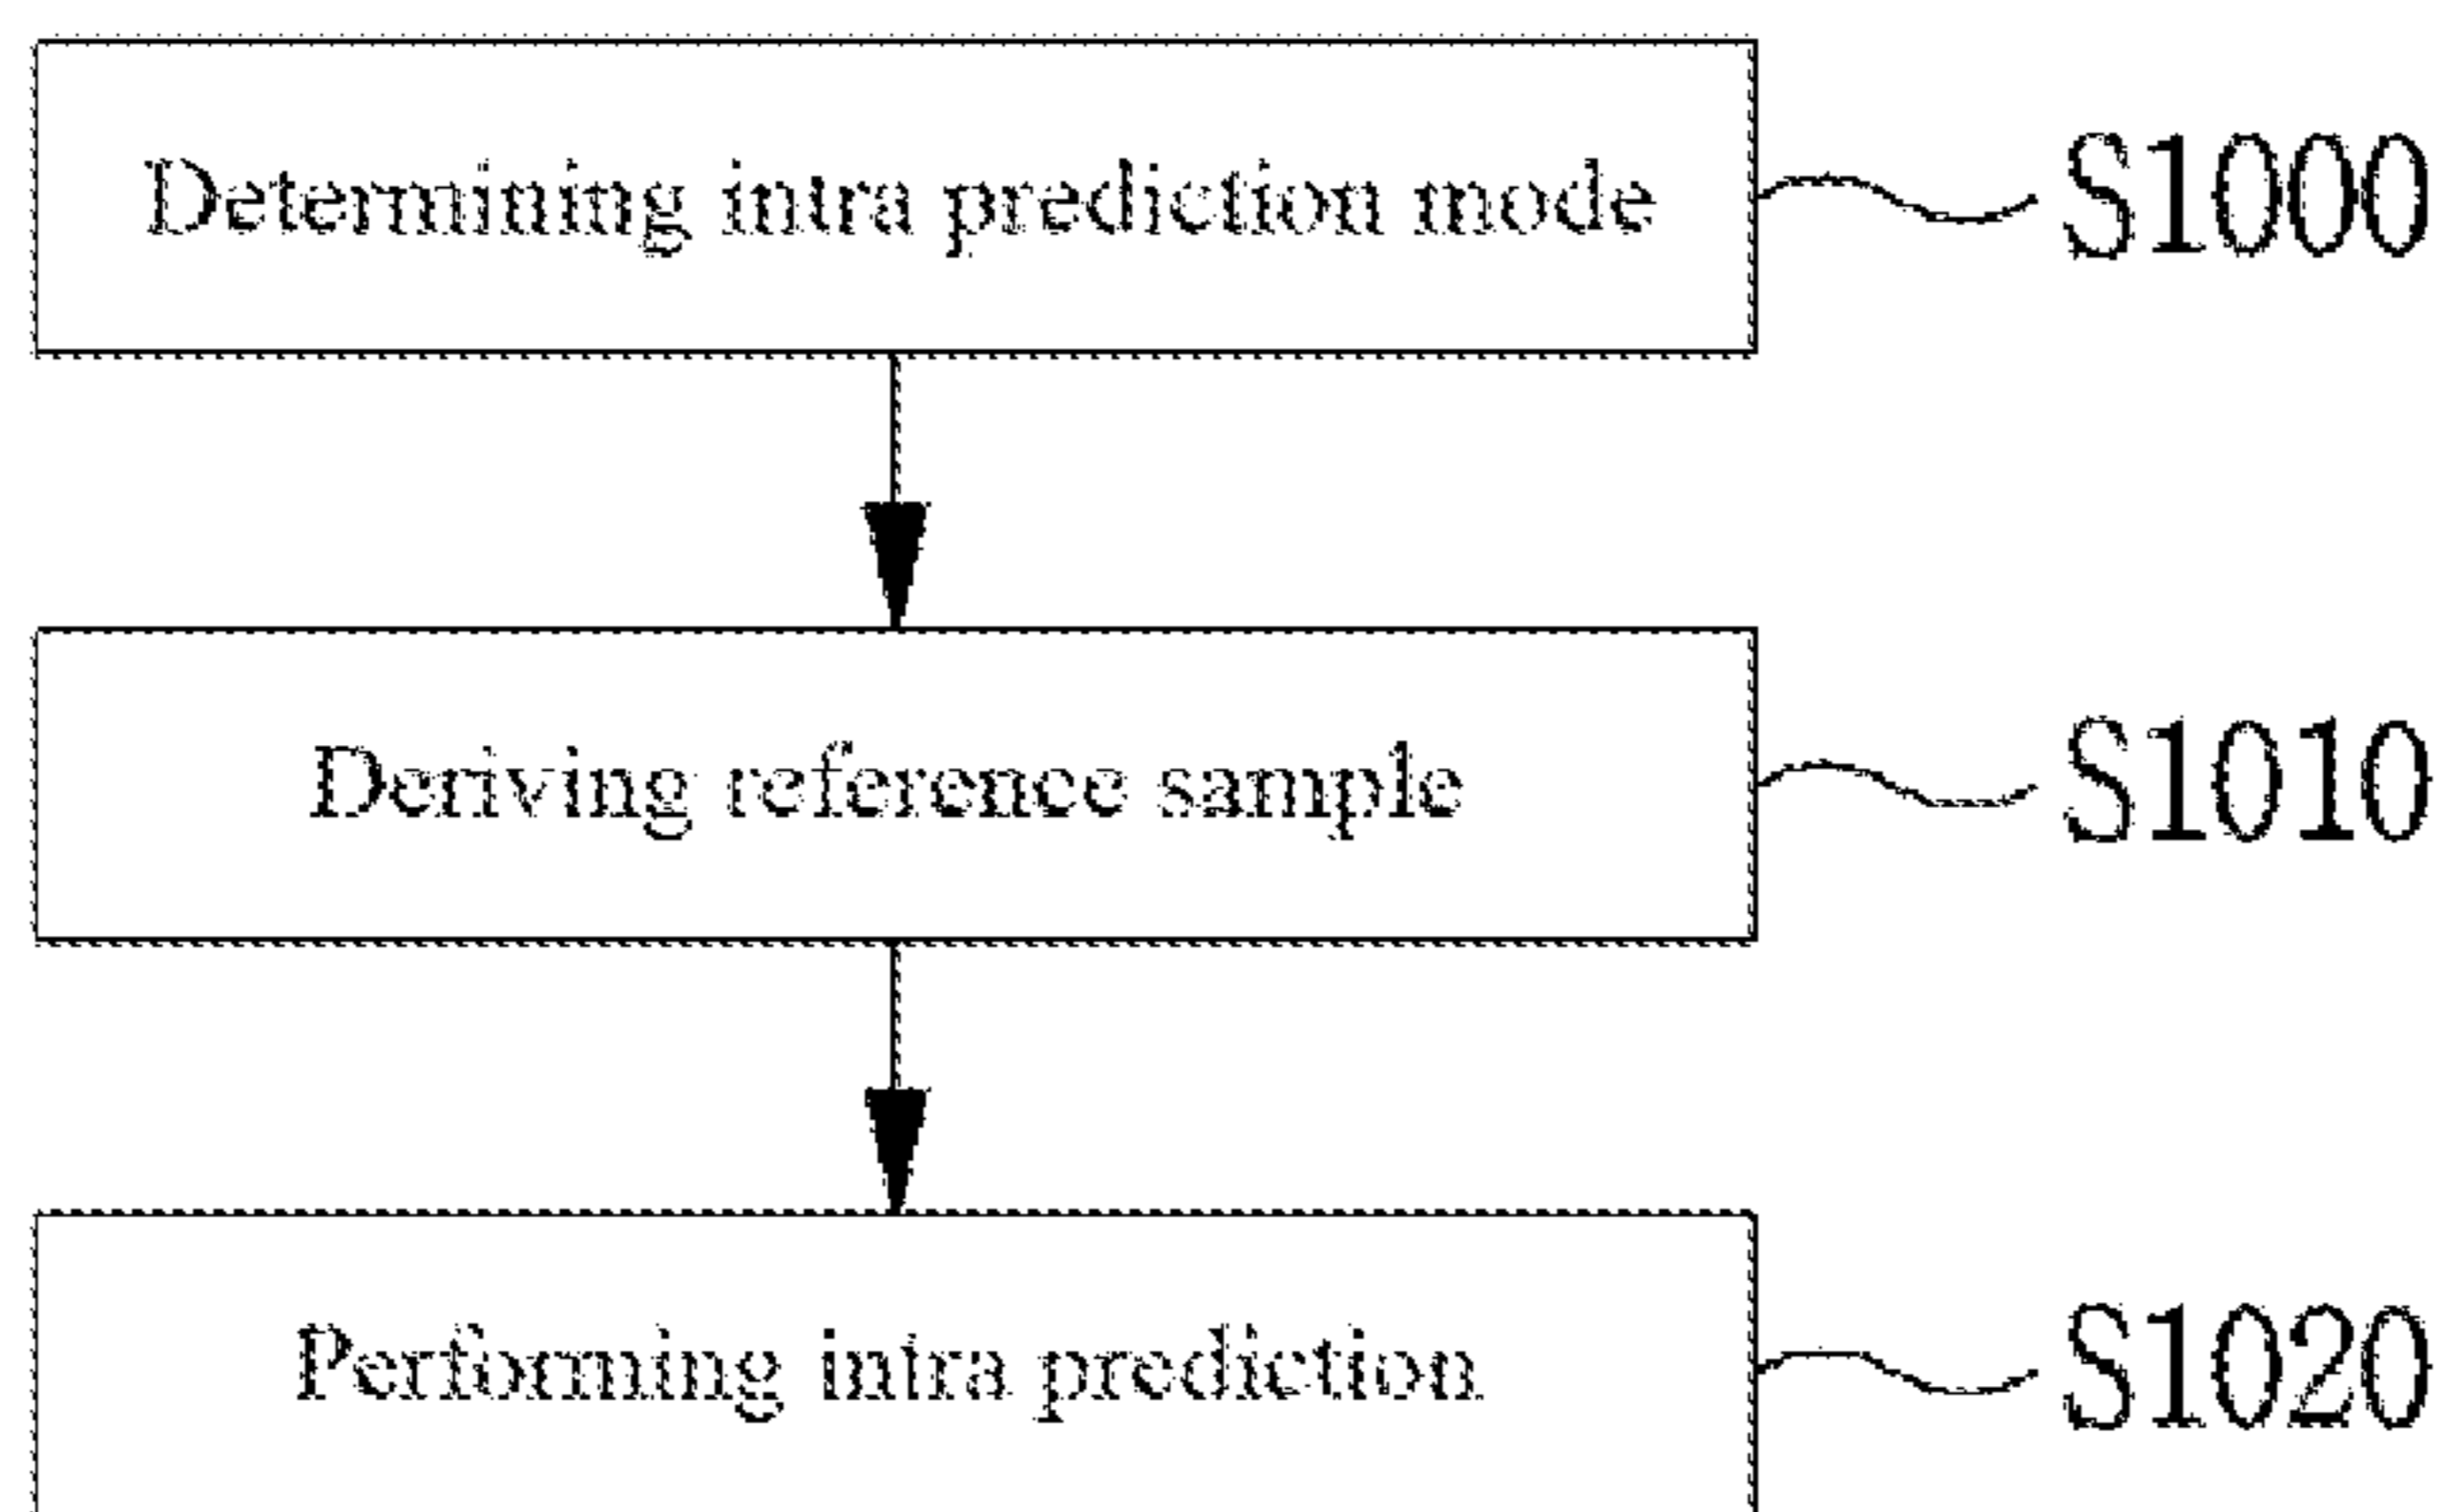 Determining intra prediction mode S1000
Deriving reference sample S1010
Performing intra prediction S1020